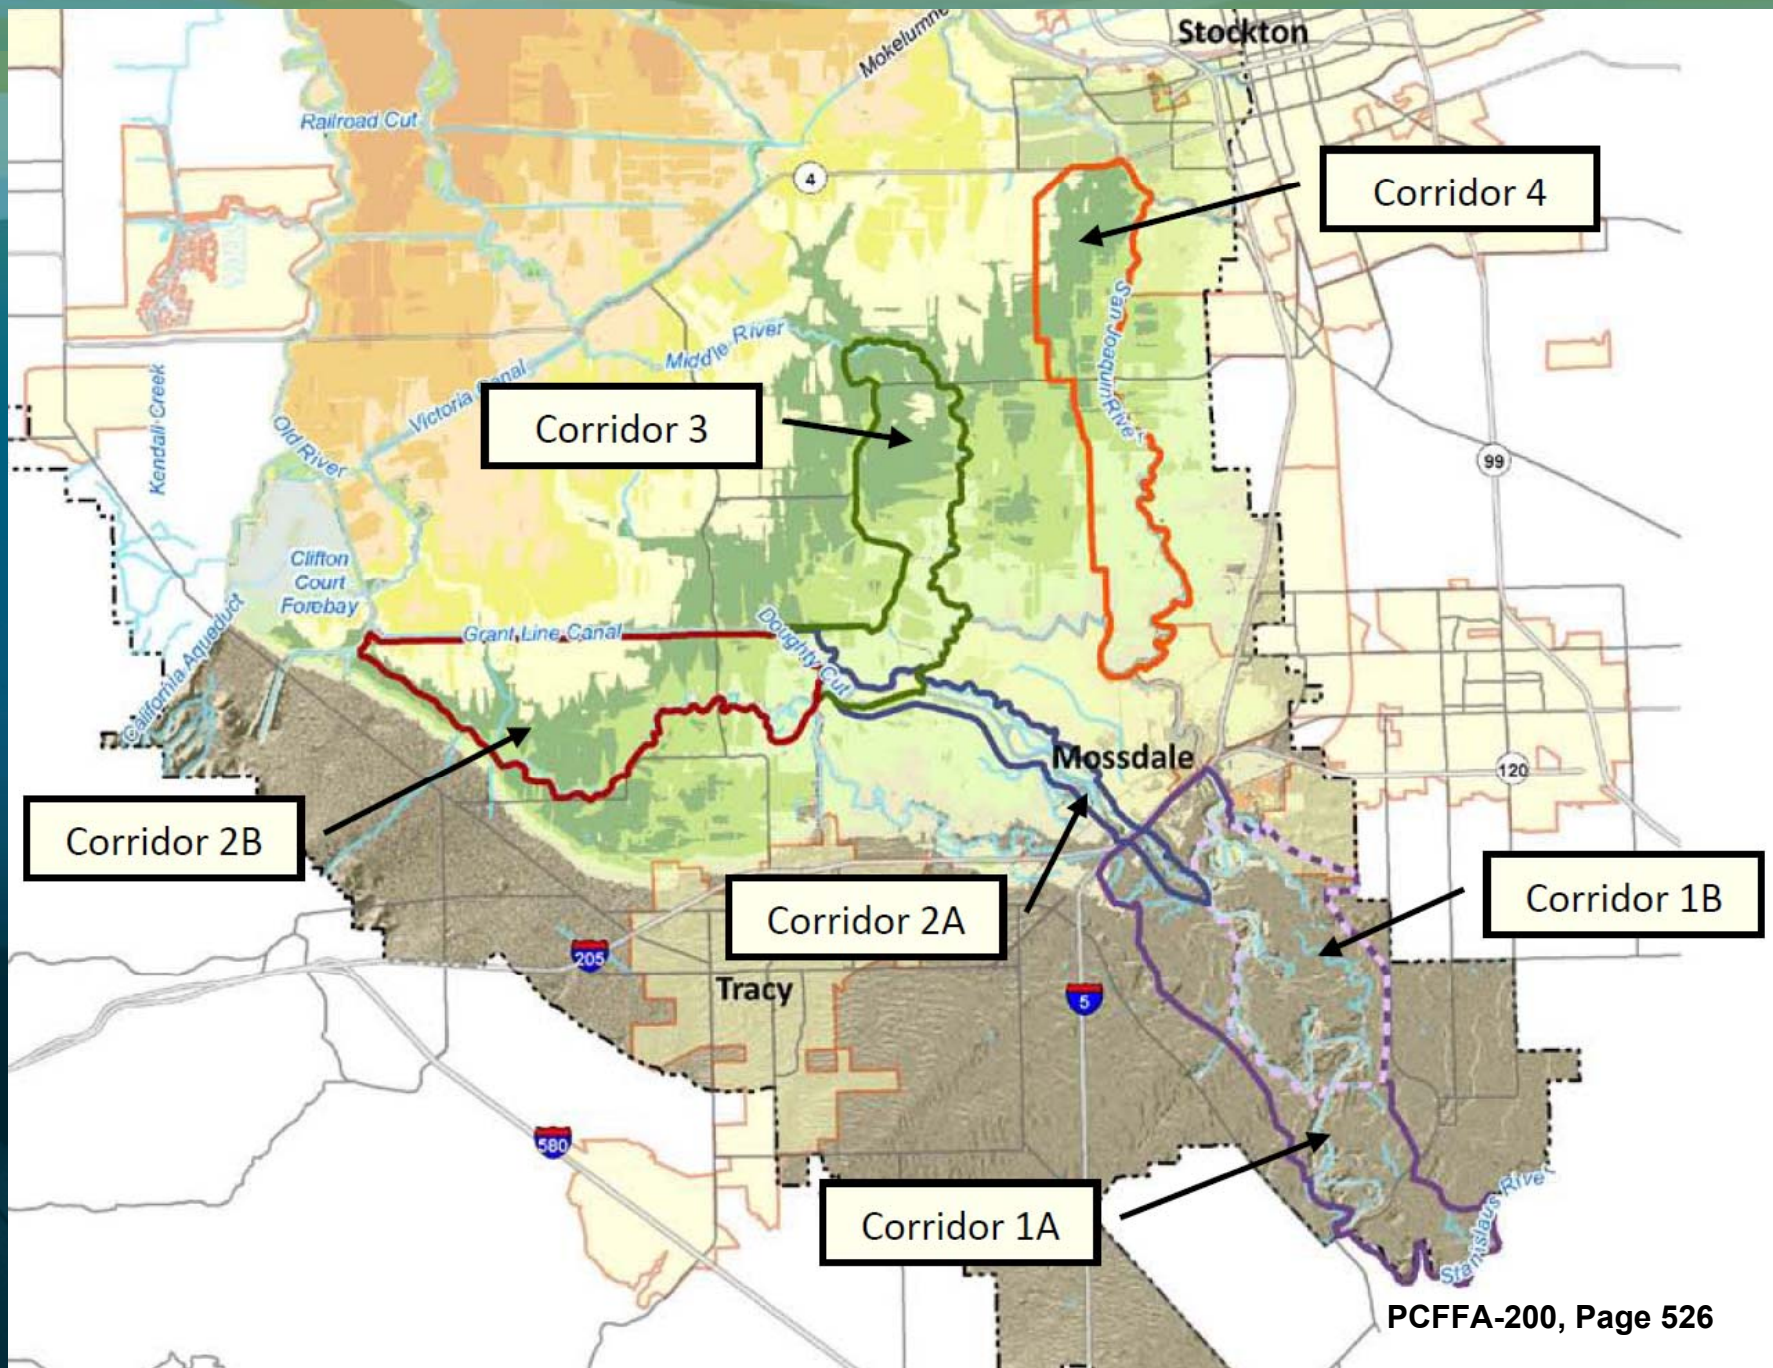 Stockton
Mokelumne
Railroad Cut
4
Corridor 4
San Joaquin River
Middle River
Victoria Canal
Kendall Creek
Old River
Corridor 3
99
Clifton
Court
Forebay
California Aqueduct
Grant Line Canal
Doughty Cut
Mossdale
120
Corridor 2B
Corridor 2A
Corridor 1B
205
Tracy
5
580
Corridor 1A
Stanislaus River
PCFFA-200, Page 526